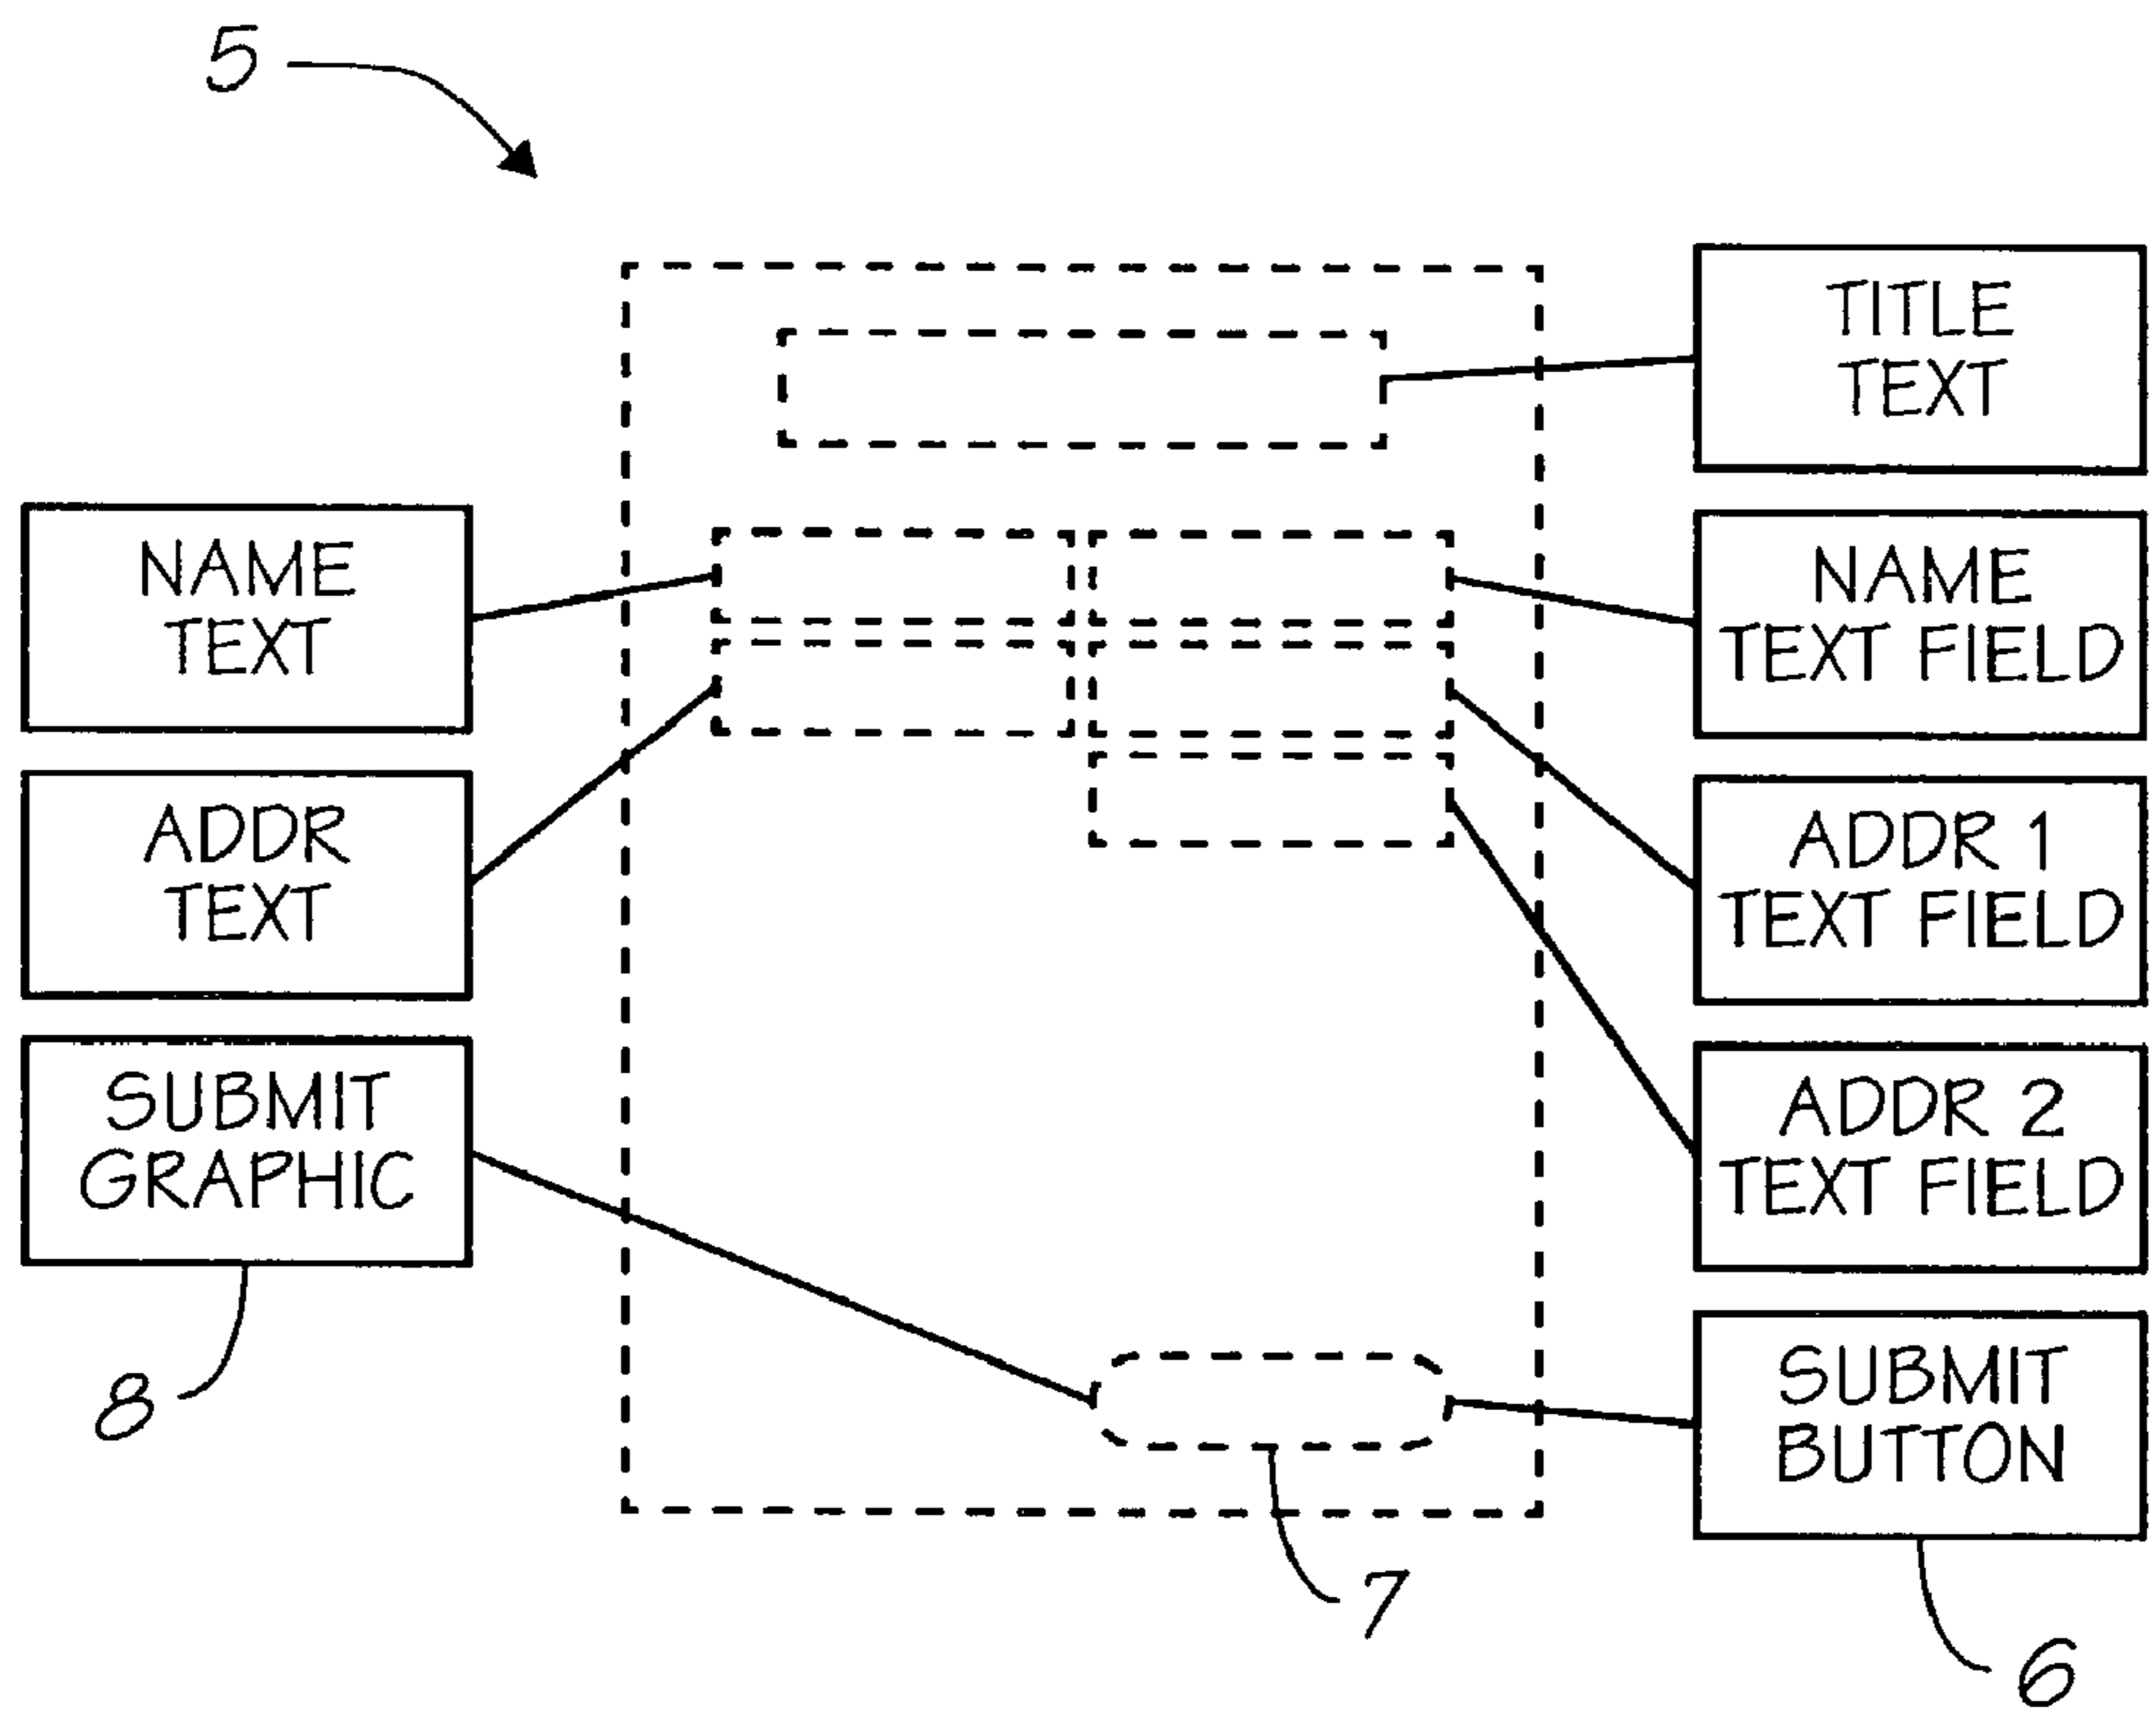 5
TITLE
TEXT
NAME
TEXT
NAME
TEXT FIELD
ADDR
TEXT
ADDR 1
TEXT FIELD
SUBMIT
GRAPHIC
ADDR 2
TEXT FIELD
SUBMIT
BUTTON
8
7
6